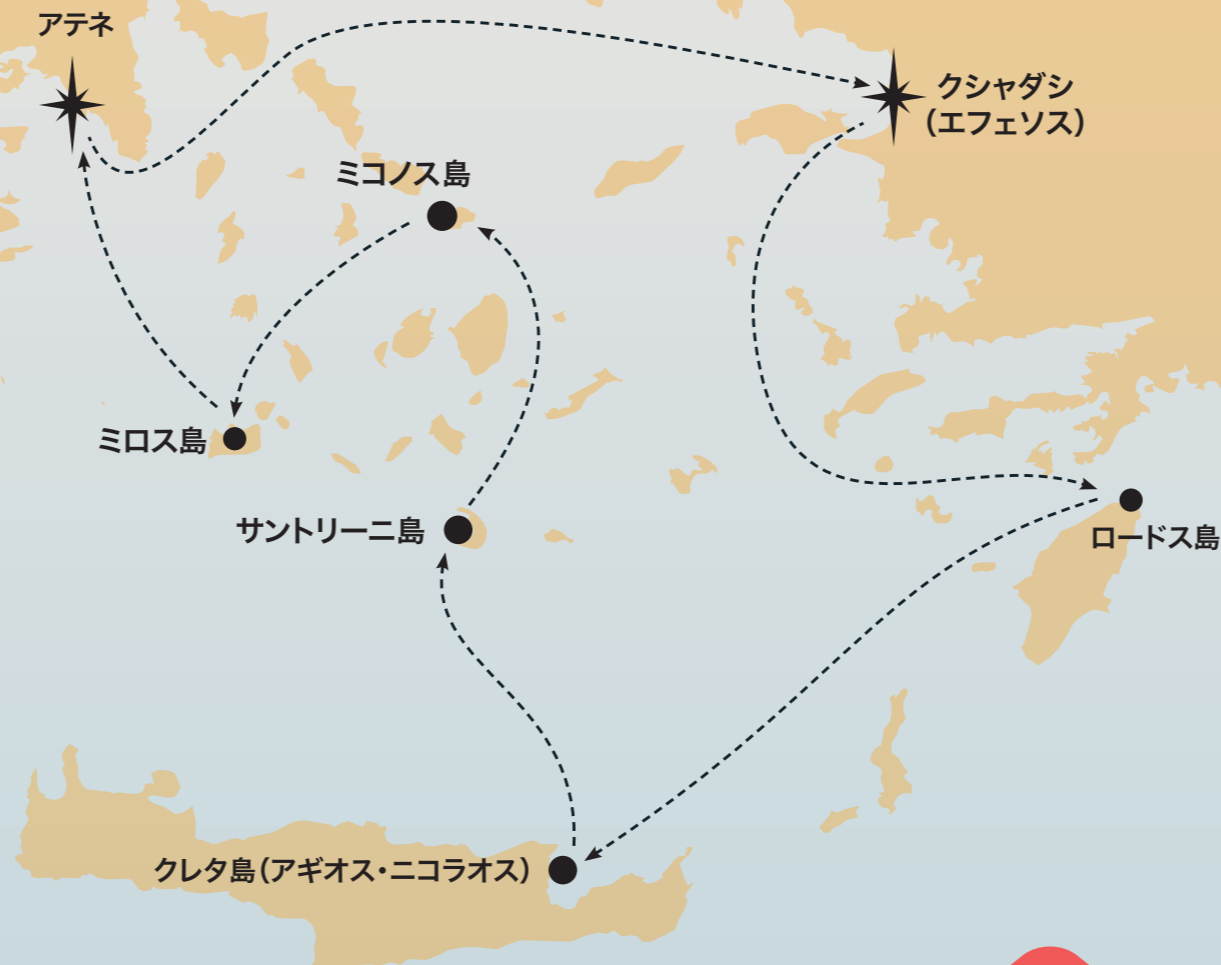 アテネ
クシャダシ
（エフェソス）
ミコノス島
ミロス島
サントリーニ島
ロードス島
クレタ島（アギオス・ニコラオス）